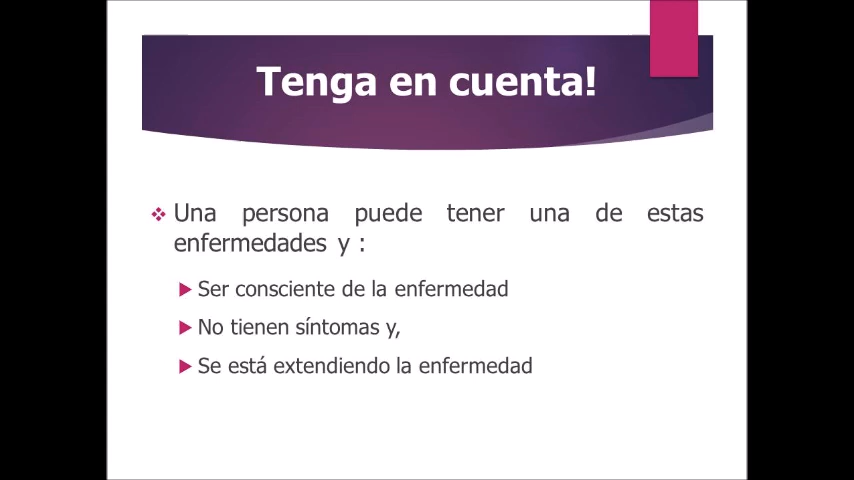 Tenga en cuenta!
Una persona puede tener una de estas
enfermedades y :
Ser consciente de la enfermedad
No tienen síntomas y,
Se está extendiendo la enfermedad